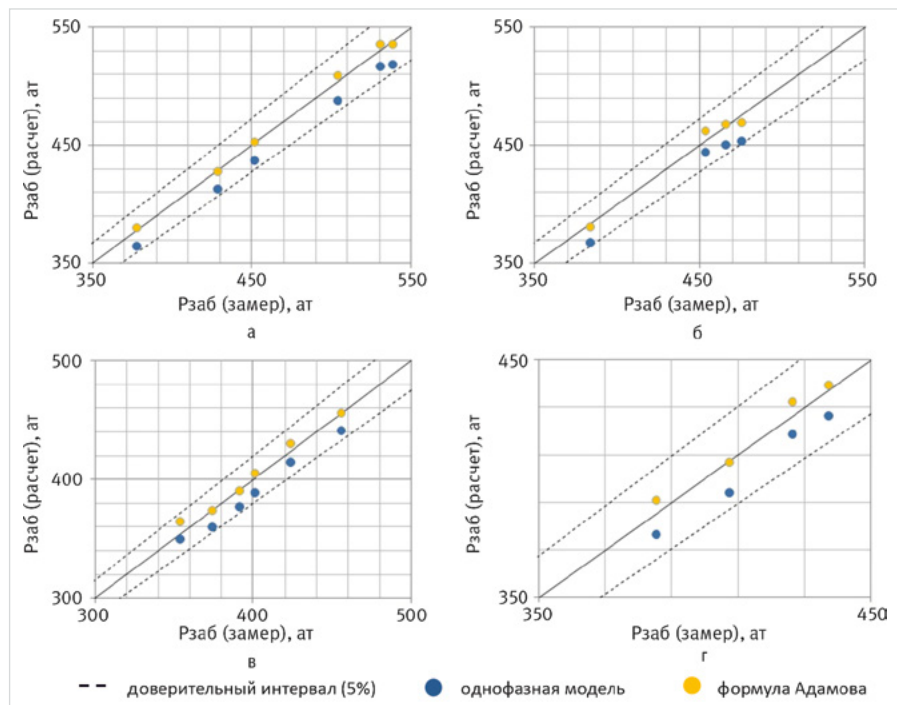 550
450
350
Рзаб (расчет), ат
350
450
550
Рзаб (замер), ат
а
550
450
350
Рзаб (расчет), ат
350
450
550
Рзаб (замер), ат
б
500
400
300
Рзаб (расчет), ат
300
400
500
Рзаб (замер), ат
в
450
350
Рзаб (расчет), ат
350
450
Рзаб (замер), ат
г
доверительный интервал (5%)
однофазная модель
формула Адамова